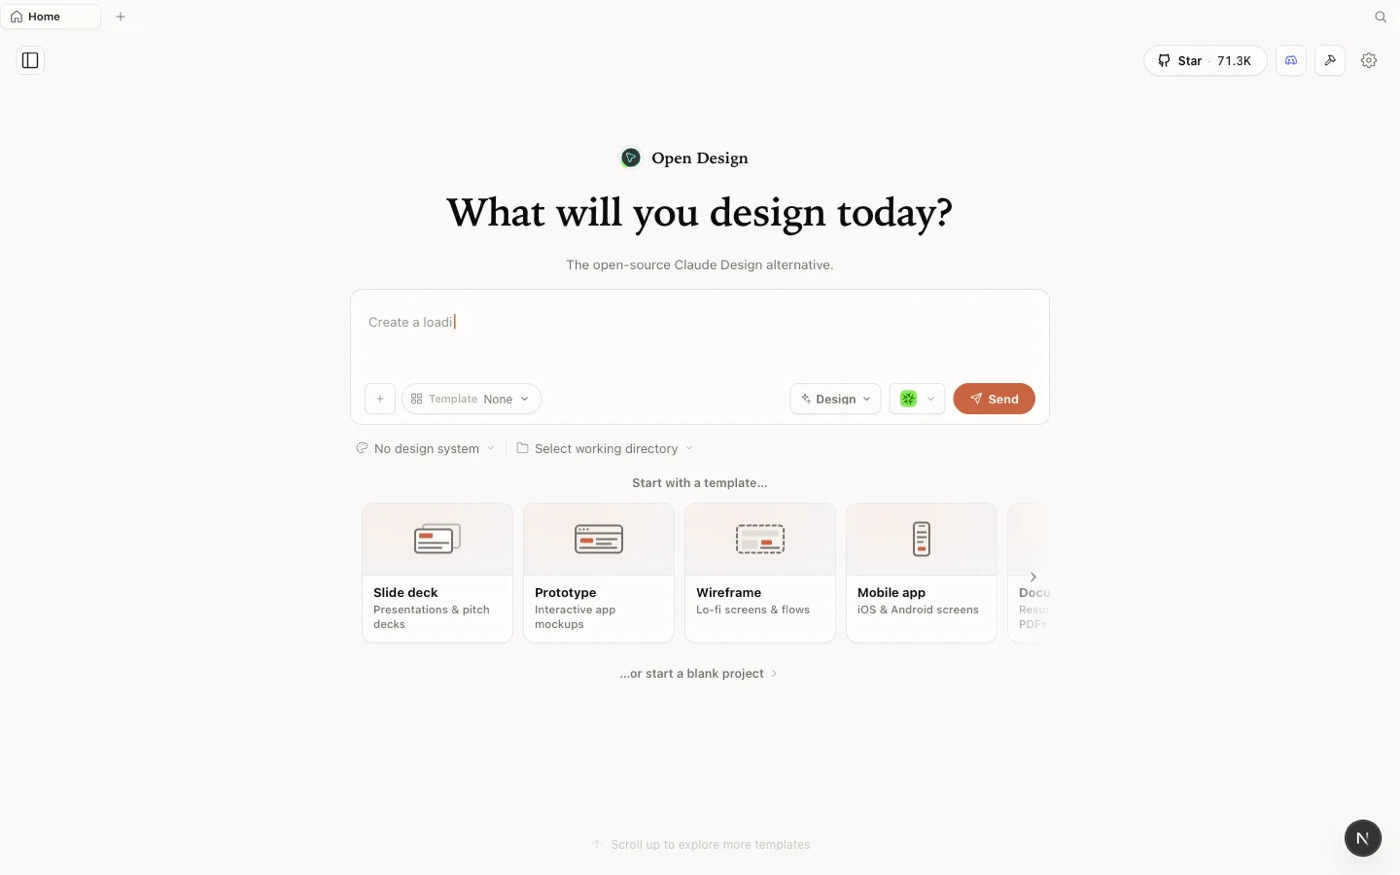 Home
Star · 71.3K
Open Design
What will you design today?
The open-source Claude Design alternative.
Create a loadi
Template None
Design
Send
No design system
Select working directory
Start with a template...
Slide deck
Presentations & pitch
decks
Prototype
Interactive app
mockups
Wireframe
Lo-fi screens & flows
Mobile app
iOS & Android screens
Docu
Resu
PDFs
...or start a blank project
Scroll up to explore more templates
N